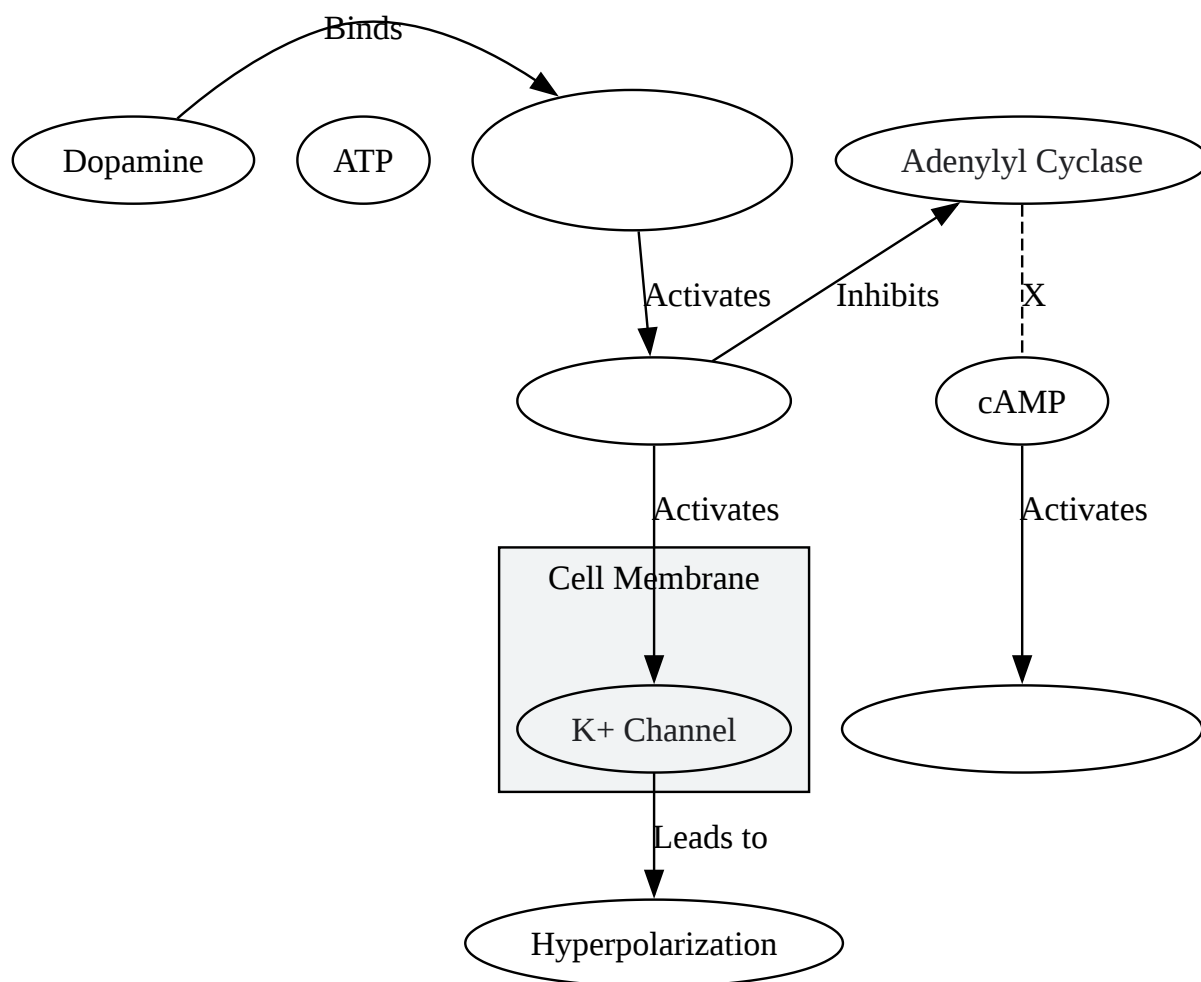 Binds
Dopamine
ATP
Adenylyl Cyclase
Activates
Inhibits
X
cAMP
Activates
Activates
Cell Membrane
K+ Channel
Leads to
Hyperpolarization